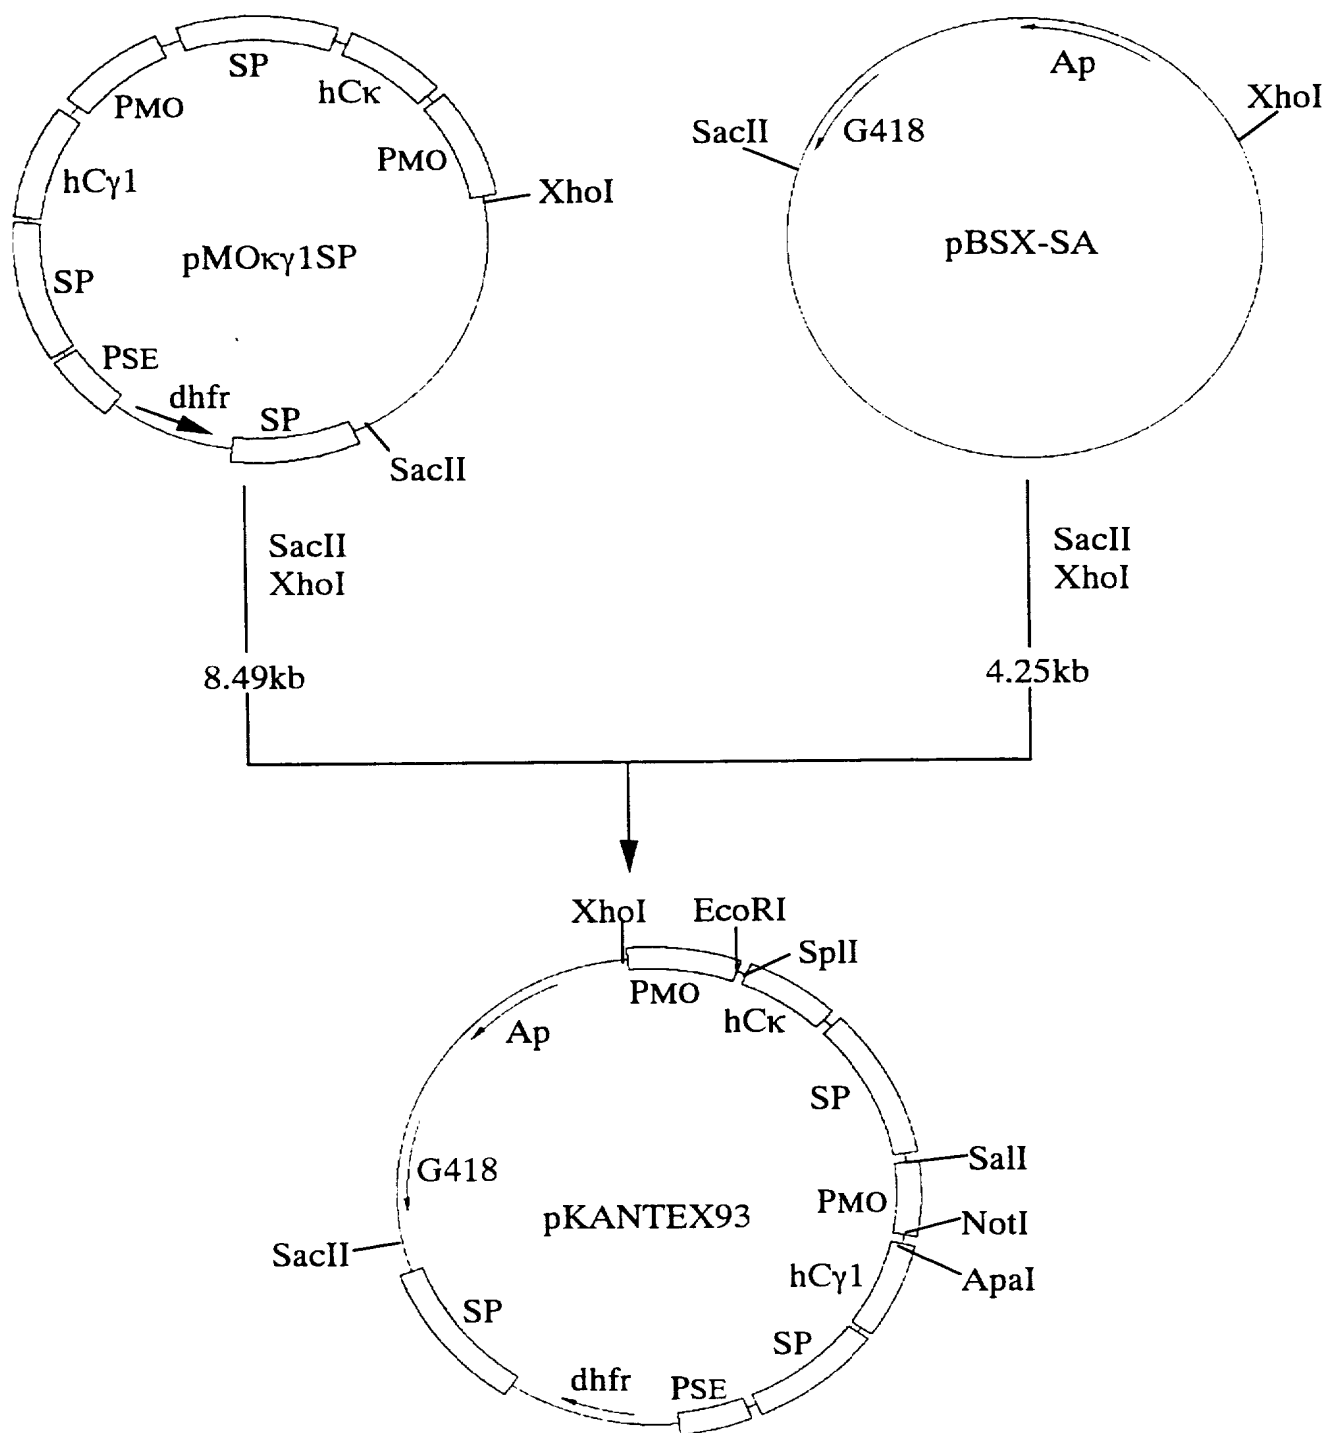 SP
hCκ
PMO
PMO
hCγ1
XhoI
pMOκγ1SP
SP
PSE
dhfr
SP
SacII
Ap
XhoI
G418
SacII
pBSX-SA
SacII
XhoI
8.49kb
SacII
XhoI
4.25kb
XhoI
EcoRI
SplI
PMO
hCκ
Ap
SP
G418
SalI
PMO
pKANTEX93
NotI
SacII
hCγ1
ApaI
SP
SP
dhfr
PSE